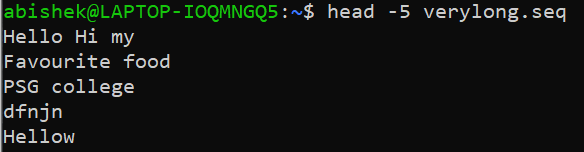 abishek@LAPTOP-IOQMNGQ5:~$ head -5 verylong.seq
Hello Hi my
Favourite food
PSG college
dfnjn
Hellow